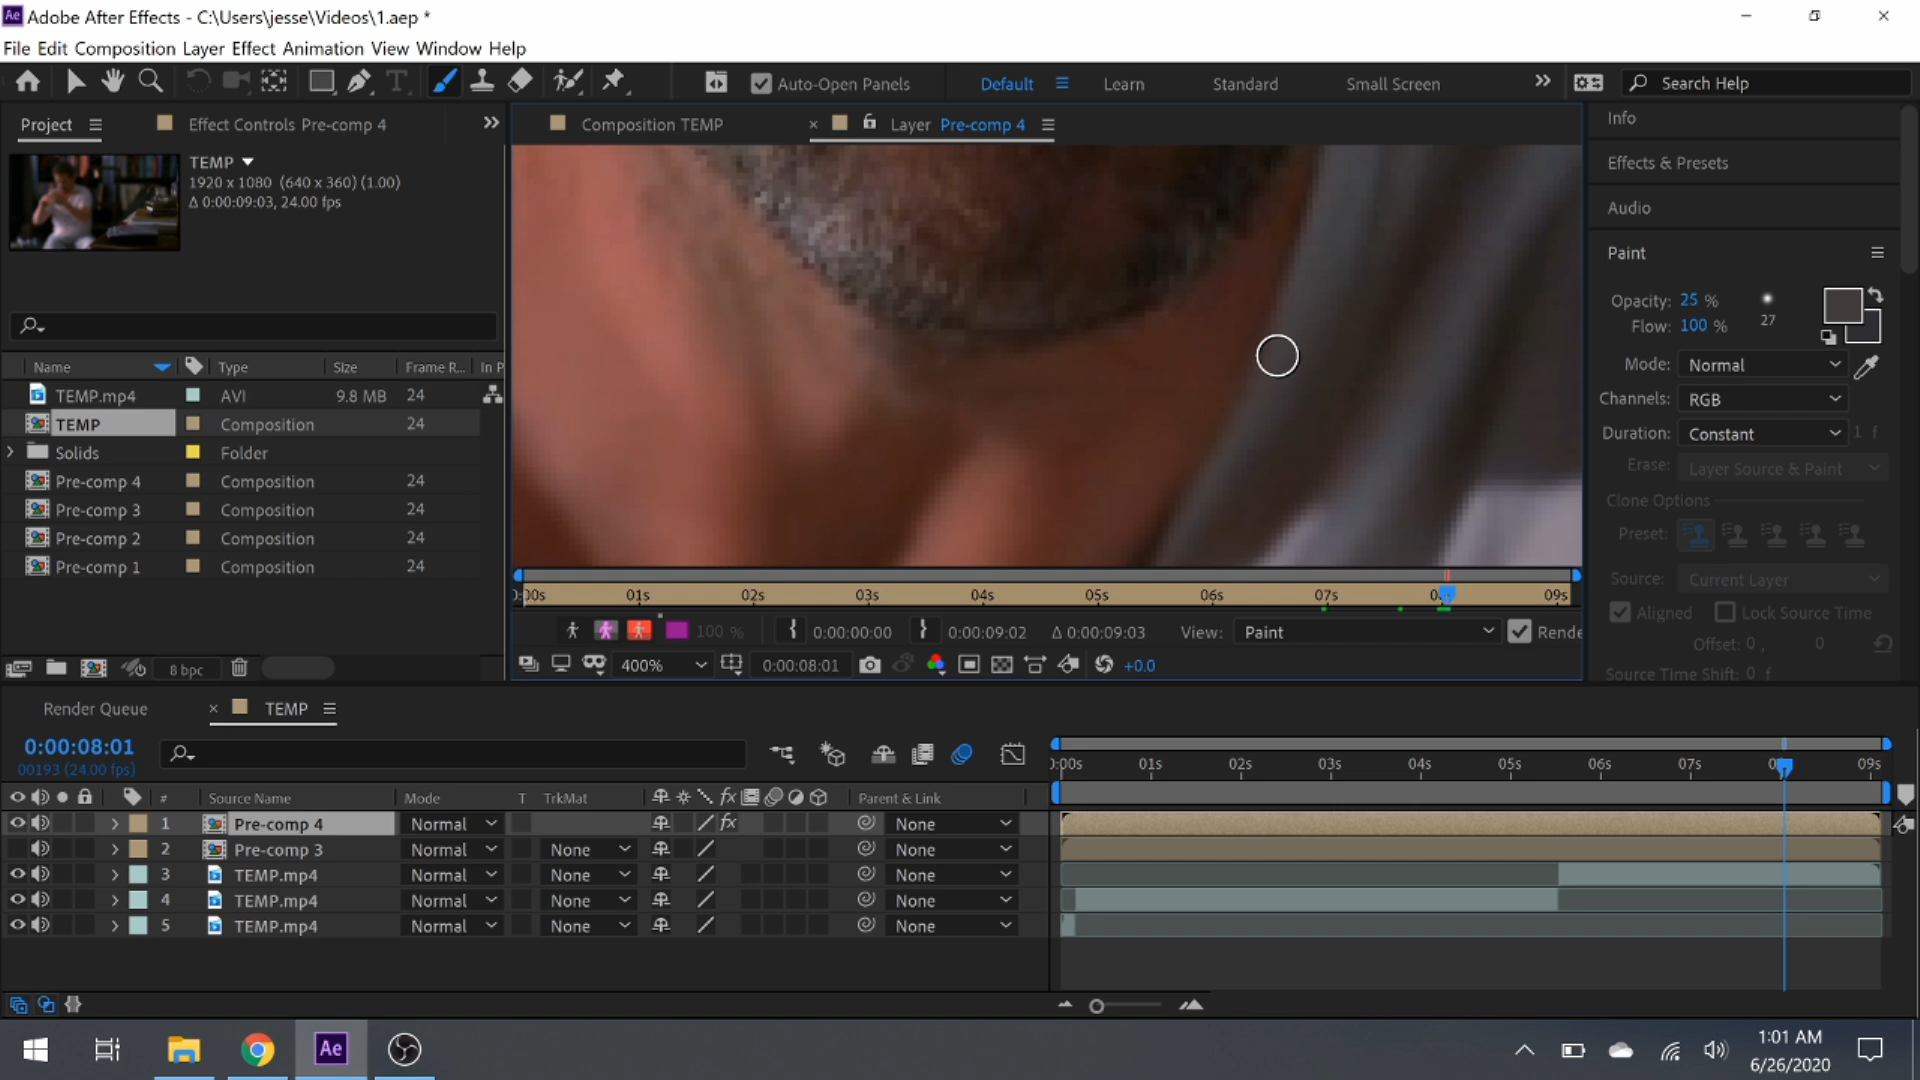 Adobe After Effects - C:\Users\jesse\Videos\1.aep *
File Edit Composition Layer Effect Animation View Window Help
Auto-Open Panels
Default
Learn
Standard
Small Screen
Search Help
Project
Effect Controls Pre-comp 4
TEMP
1920 x 1080 (640 x 360) (1.00)
Δ 0:00:09:03, 24.00 fps
Name Type Size Frame R... In P
TEMP.mp4 AVI 9.8 MB 24
TEMP Composition 24
Solids Folder
Pre-comp 4 Composition 24
Pre-comp 3 Composition 24
Pre-comp 2 Composition 24
Pre-comp 1 Composition 24
8 bpc
Composition TEMP
× Layer Pre-comp 4
:00s 01s 02s 03s 04s 05s 06s 07s 09s
100 % 0:00:00:00 0:00:09:02 Δ 0:00:09:03 View: Paint Rende
400% 0:00:08:01 +0.0
Info
Effects & Presets
Audio
Paint
Opacity: 25 %
Flow: 100 %
27
Mode: Normal
Channels: RGB
Duration: Constant 1 f
Erase: Layer Source & Paint
Clone Options
Preset:
Source: Current Layer
Aligned Lock Source Time
Offset: 0 , 0
Source Time Shift: 0 f
Render Queue
× TEMP
0:00:08:01
00193 (24.00 fps)
:00s 01s 02s 03s 04s 05s 06s 07s 09s
# Source Name Mode T TrkMat fx Parent & Link
1 Pre-comp 4 Normal fx None
2 Pre-comp 3 Normal None None
3 TEMP.mp4 Normal None None
4 TEMP.mp4 Normal None None
5 TEMP.mp4 Normal None None
Ae
1:01 AM
6/26/2020